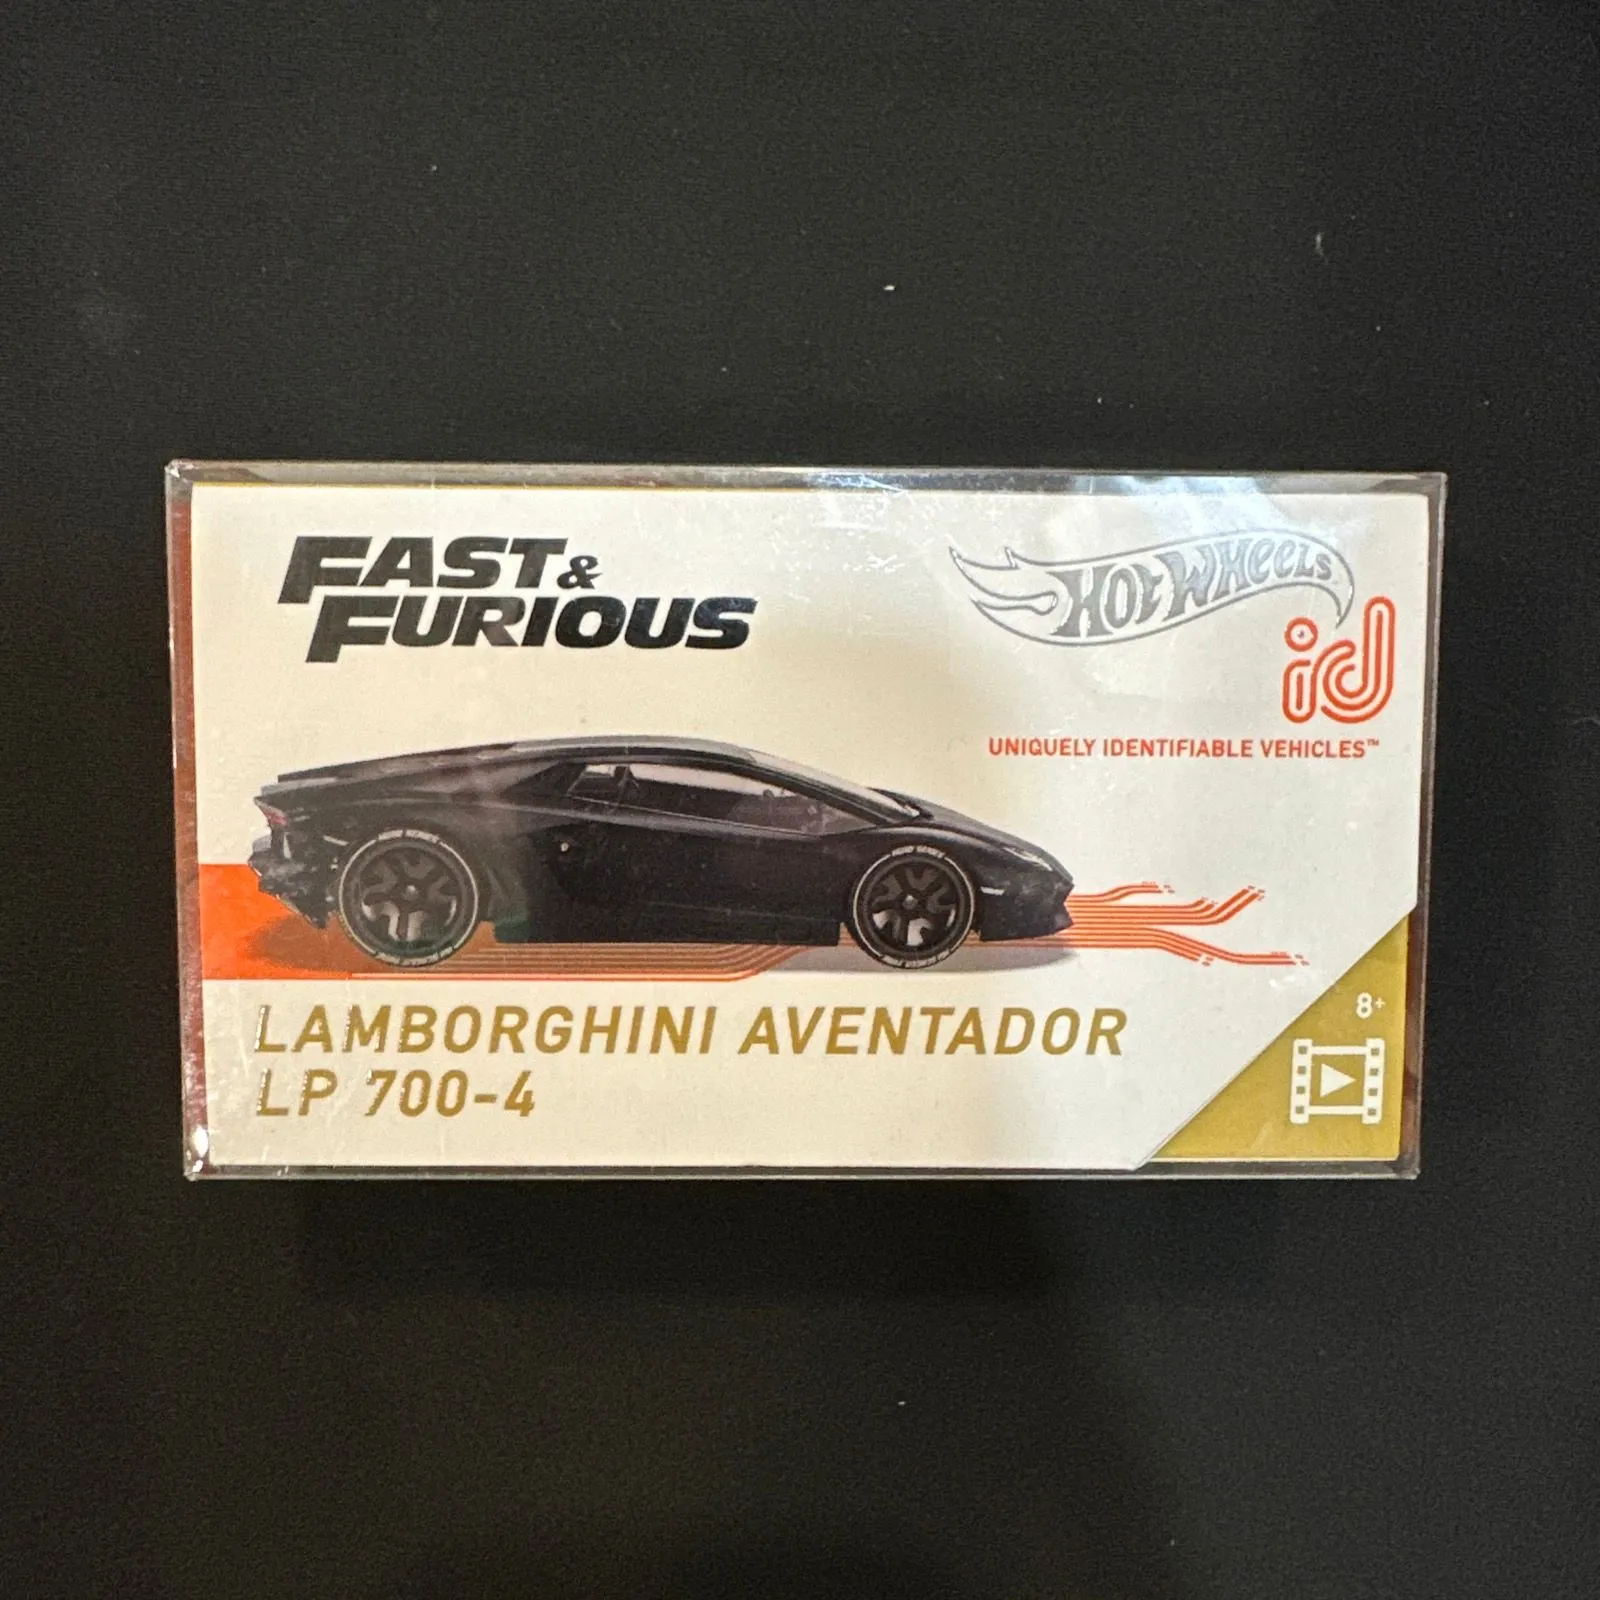 FAST &
FURIOUS
HOT WHEELS
id
UNIQUELY IDENTIFIABLE VEHICLES™
LAMBORGHINI AVENTADOR
LP 700-4
8+